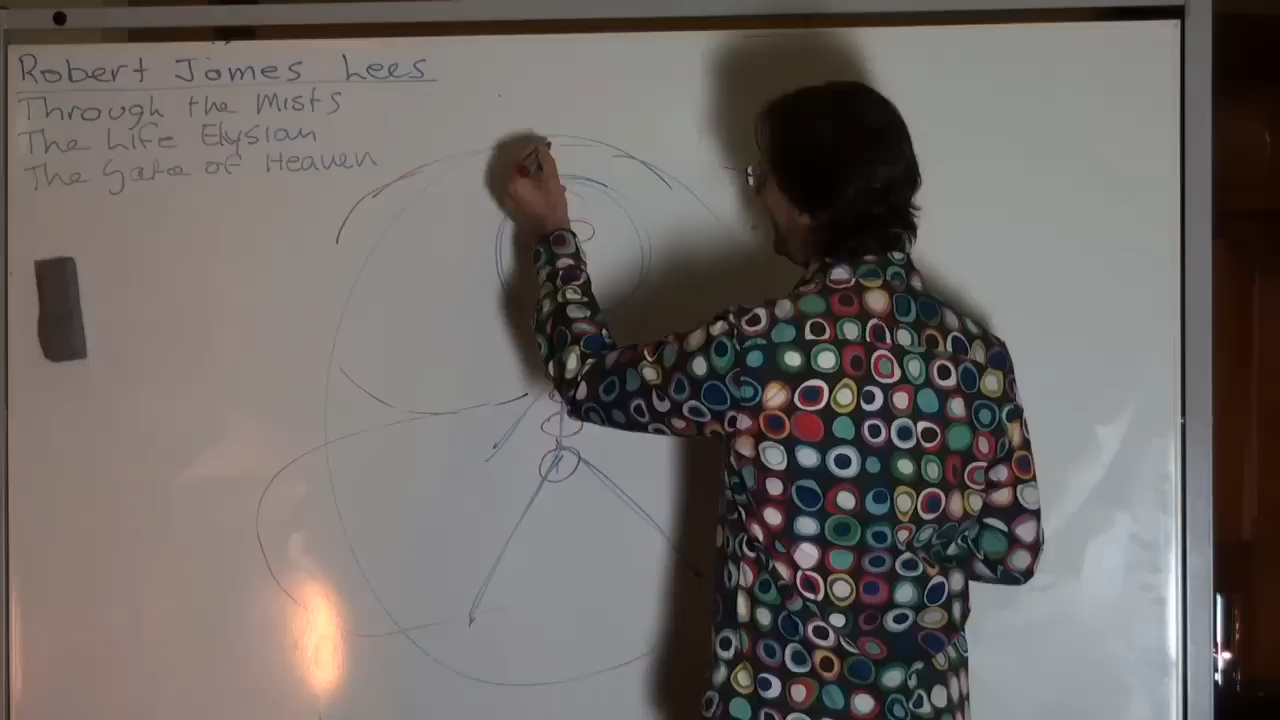 Robert James Lees
Through the Mists
The Life Elysian
The Gate of Heaven